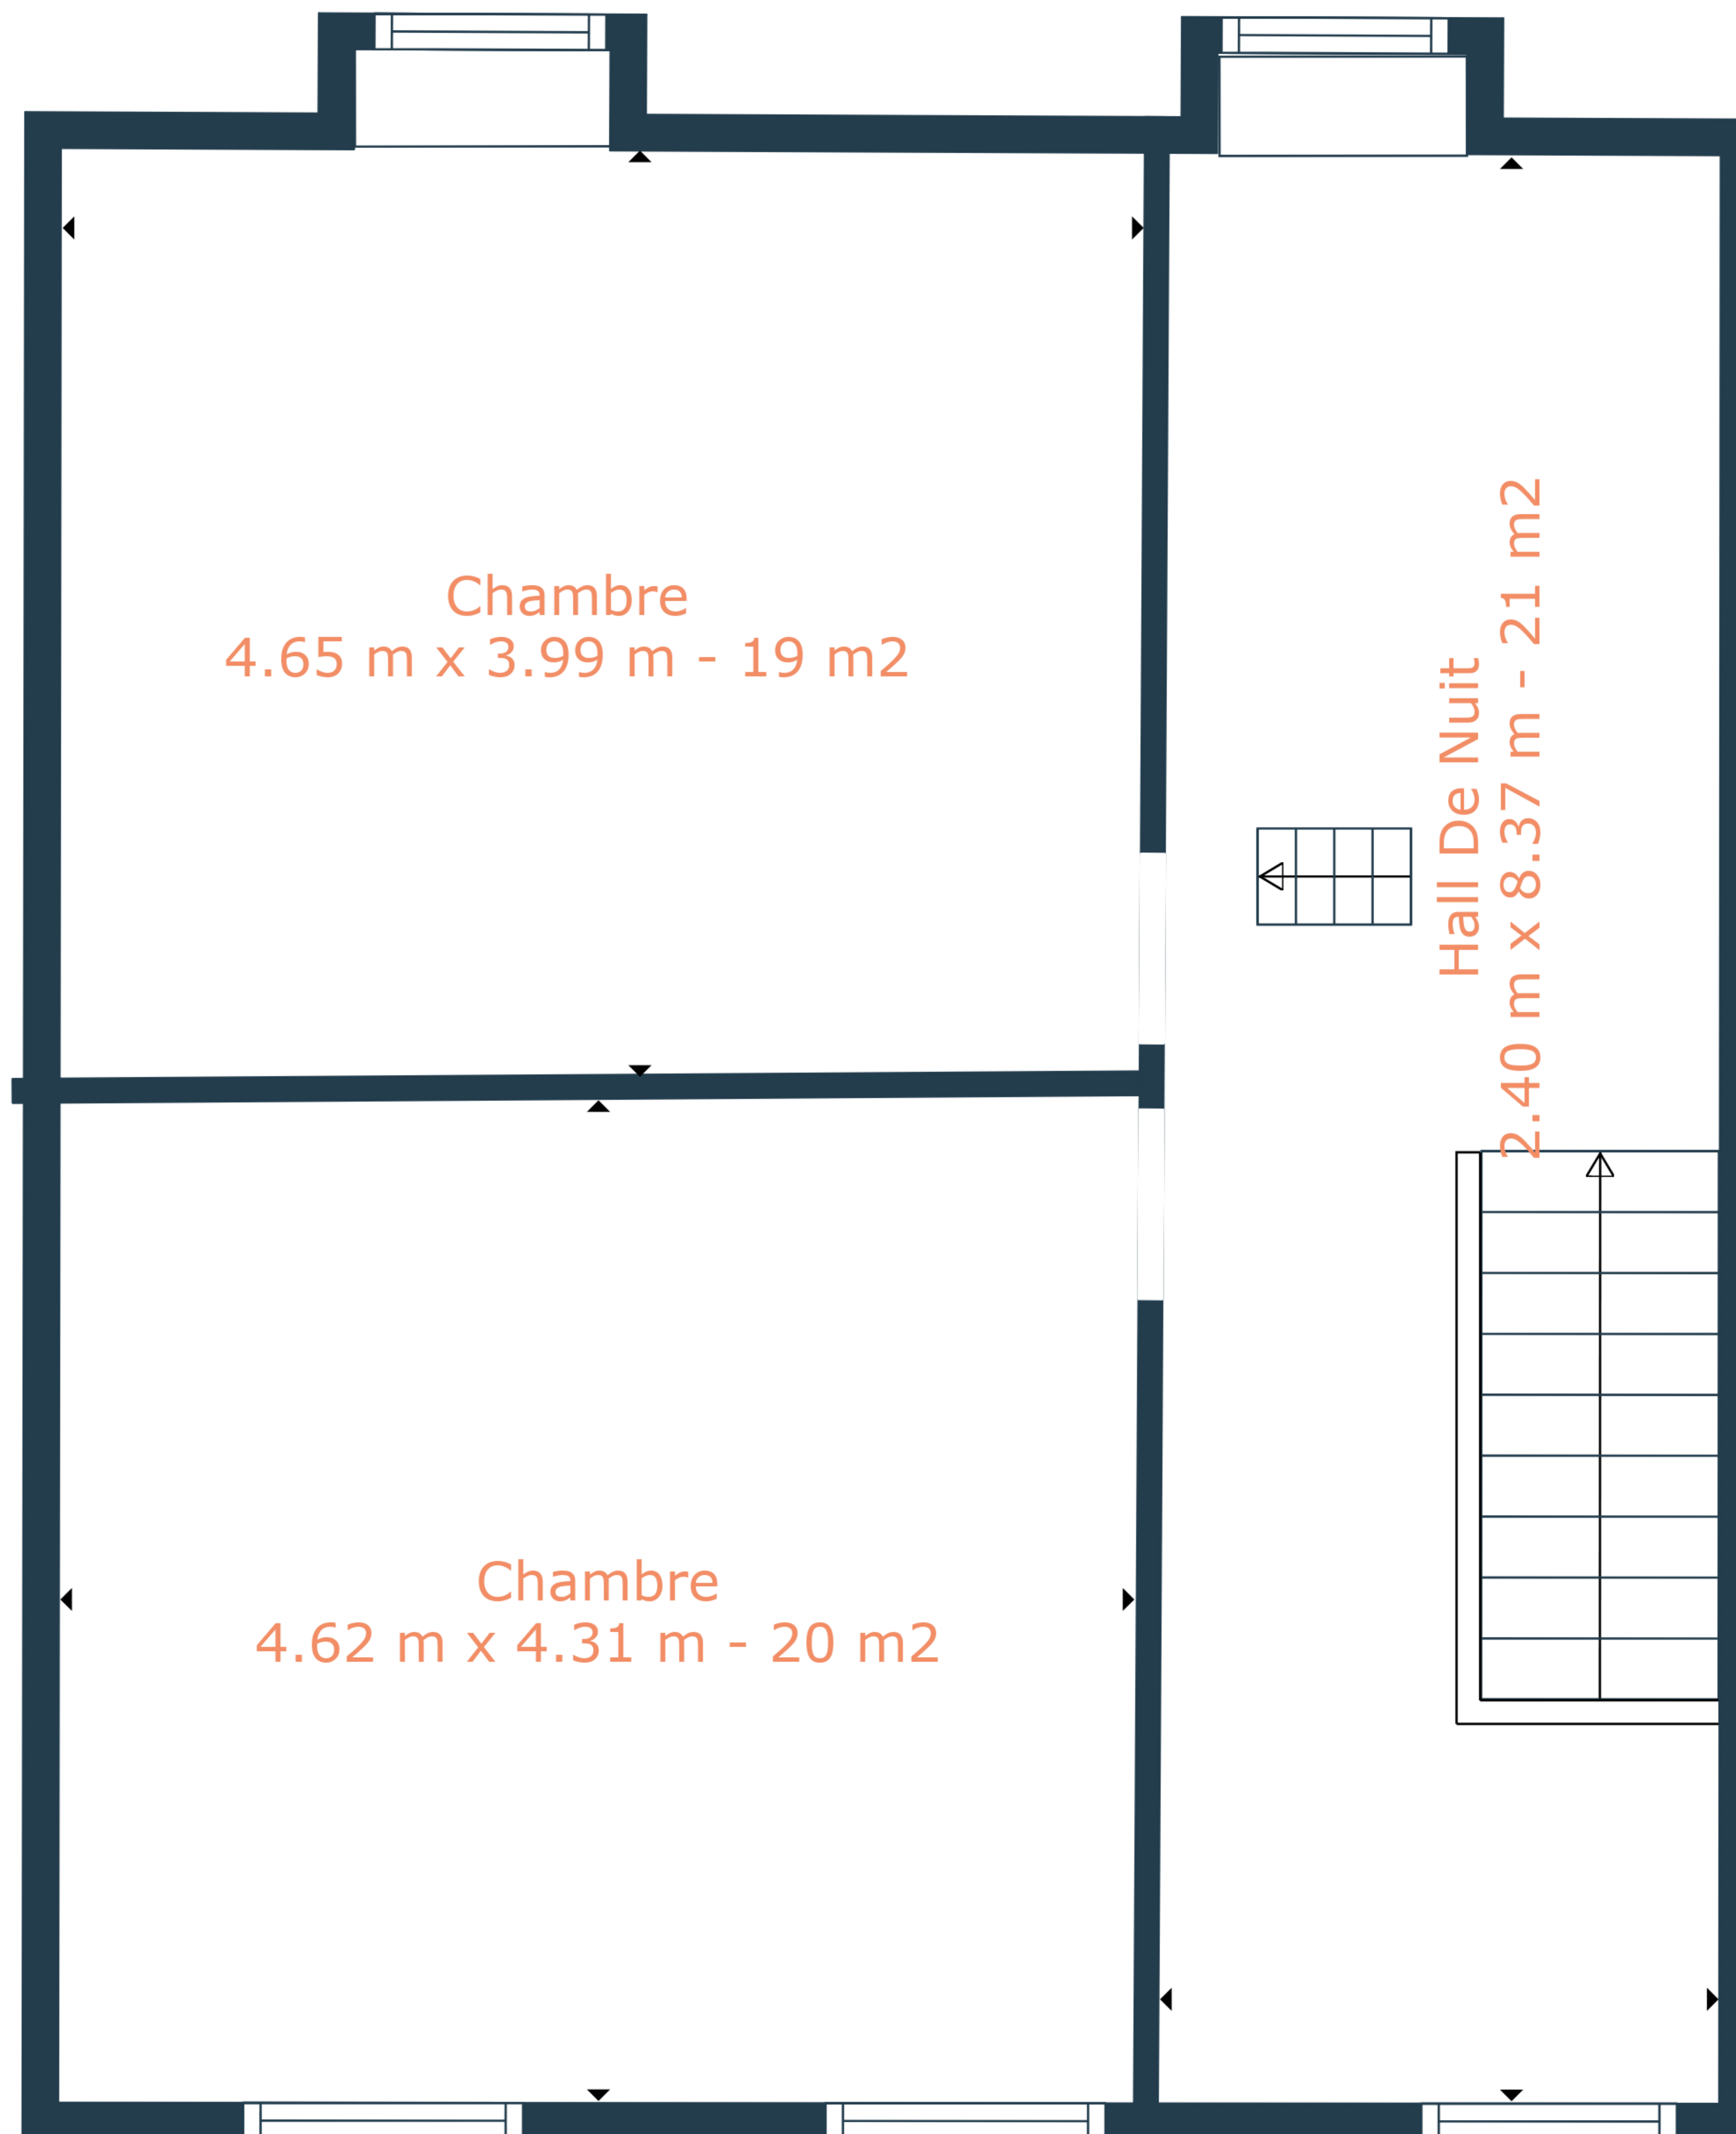 Chambre
4.65 m x 3.99 m - 19 m2
Hall De Nuit
2.40 m x 8.37 m - 21 m2
Chambre
4.62 m x 4.31 m - 20 m2